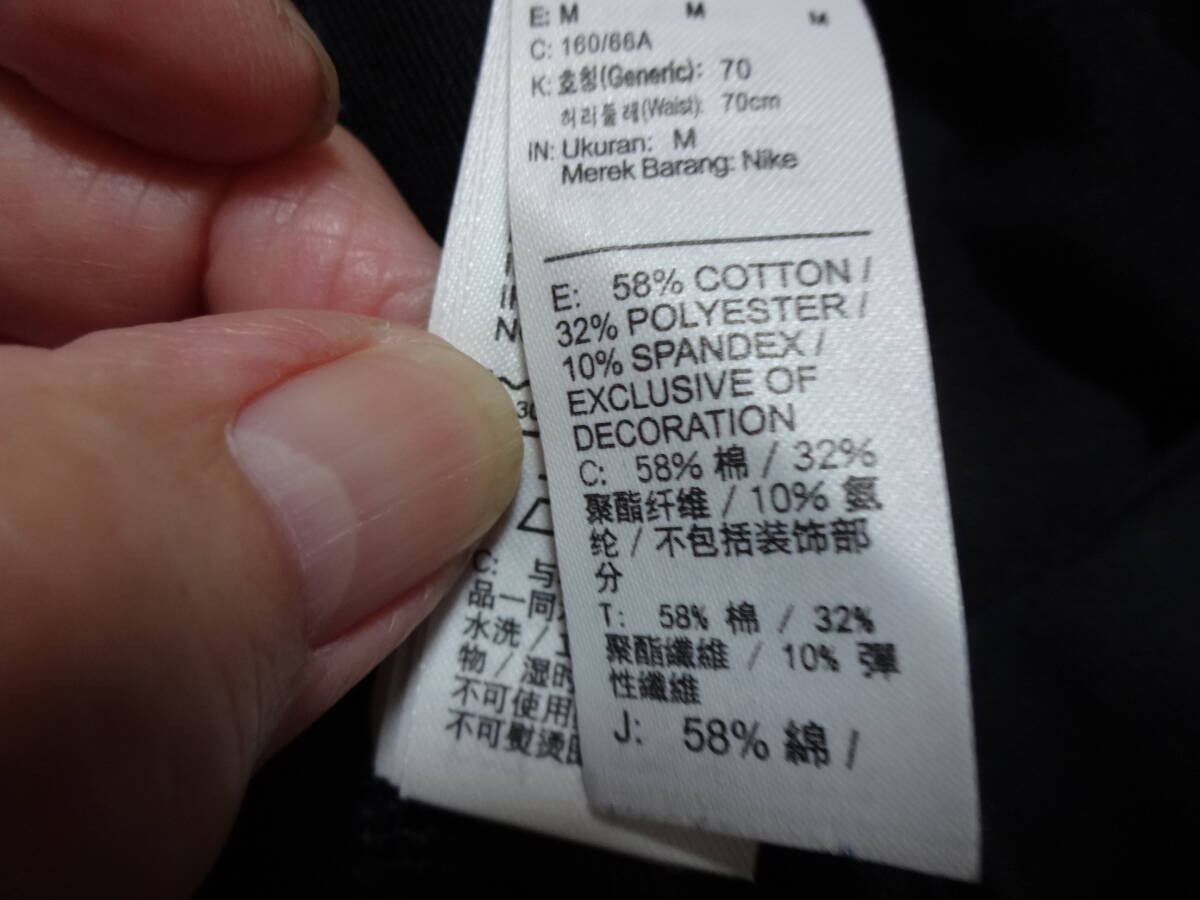 E: M M M
C: 160/66A
K: 호칭(Generic): 70
허리둘레(Waist): 70cm
IN: Ukuran: M
Merek Barang: Nike
E: 58% COTTON /
32% POLYESTER /
10% SPANDEX /
EXCLUSIVE OF
DECORATION
C: 58% 棉 / 32%
聚酯纤维 / 10% 氨
纶 / 不包括装饰部
分
T: 58% 棉 / 32%
聚酯纖維 / 10% 彈
性纖維
J: 58% 綿 /
30
C: 与
品一同
水洗 /
物 / 湿的
不可使用
不可熨烫